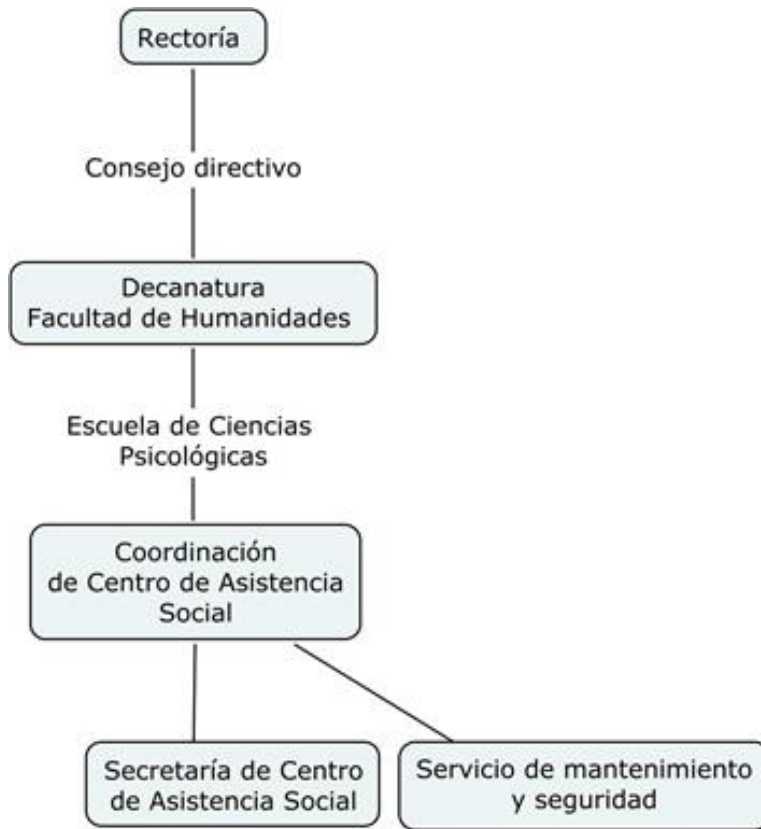 Rectoría
Consejo directivo
Decanatura
Facultad de Humanidades
Escuela de Ciencias
Psicológicas
Coordinación
de Centro de Asistencia
Social
Secretaría de Centro
de Asistencia Social
Servicio de mantenimiento
y seguridad